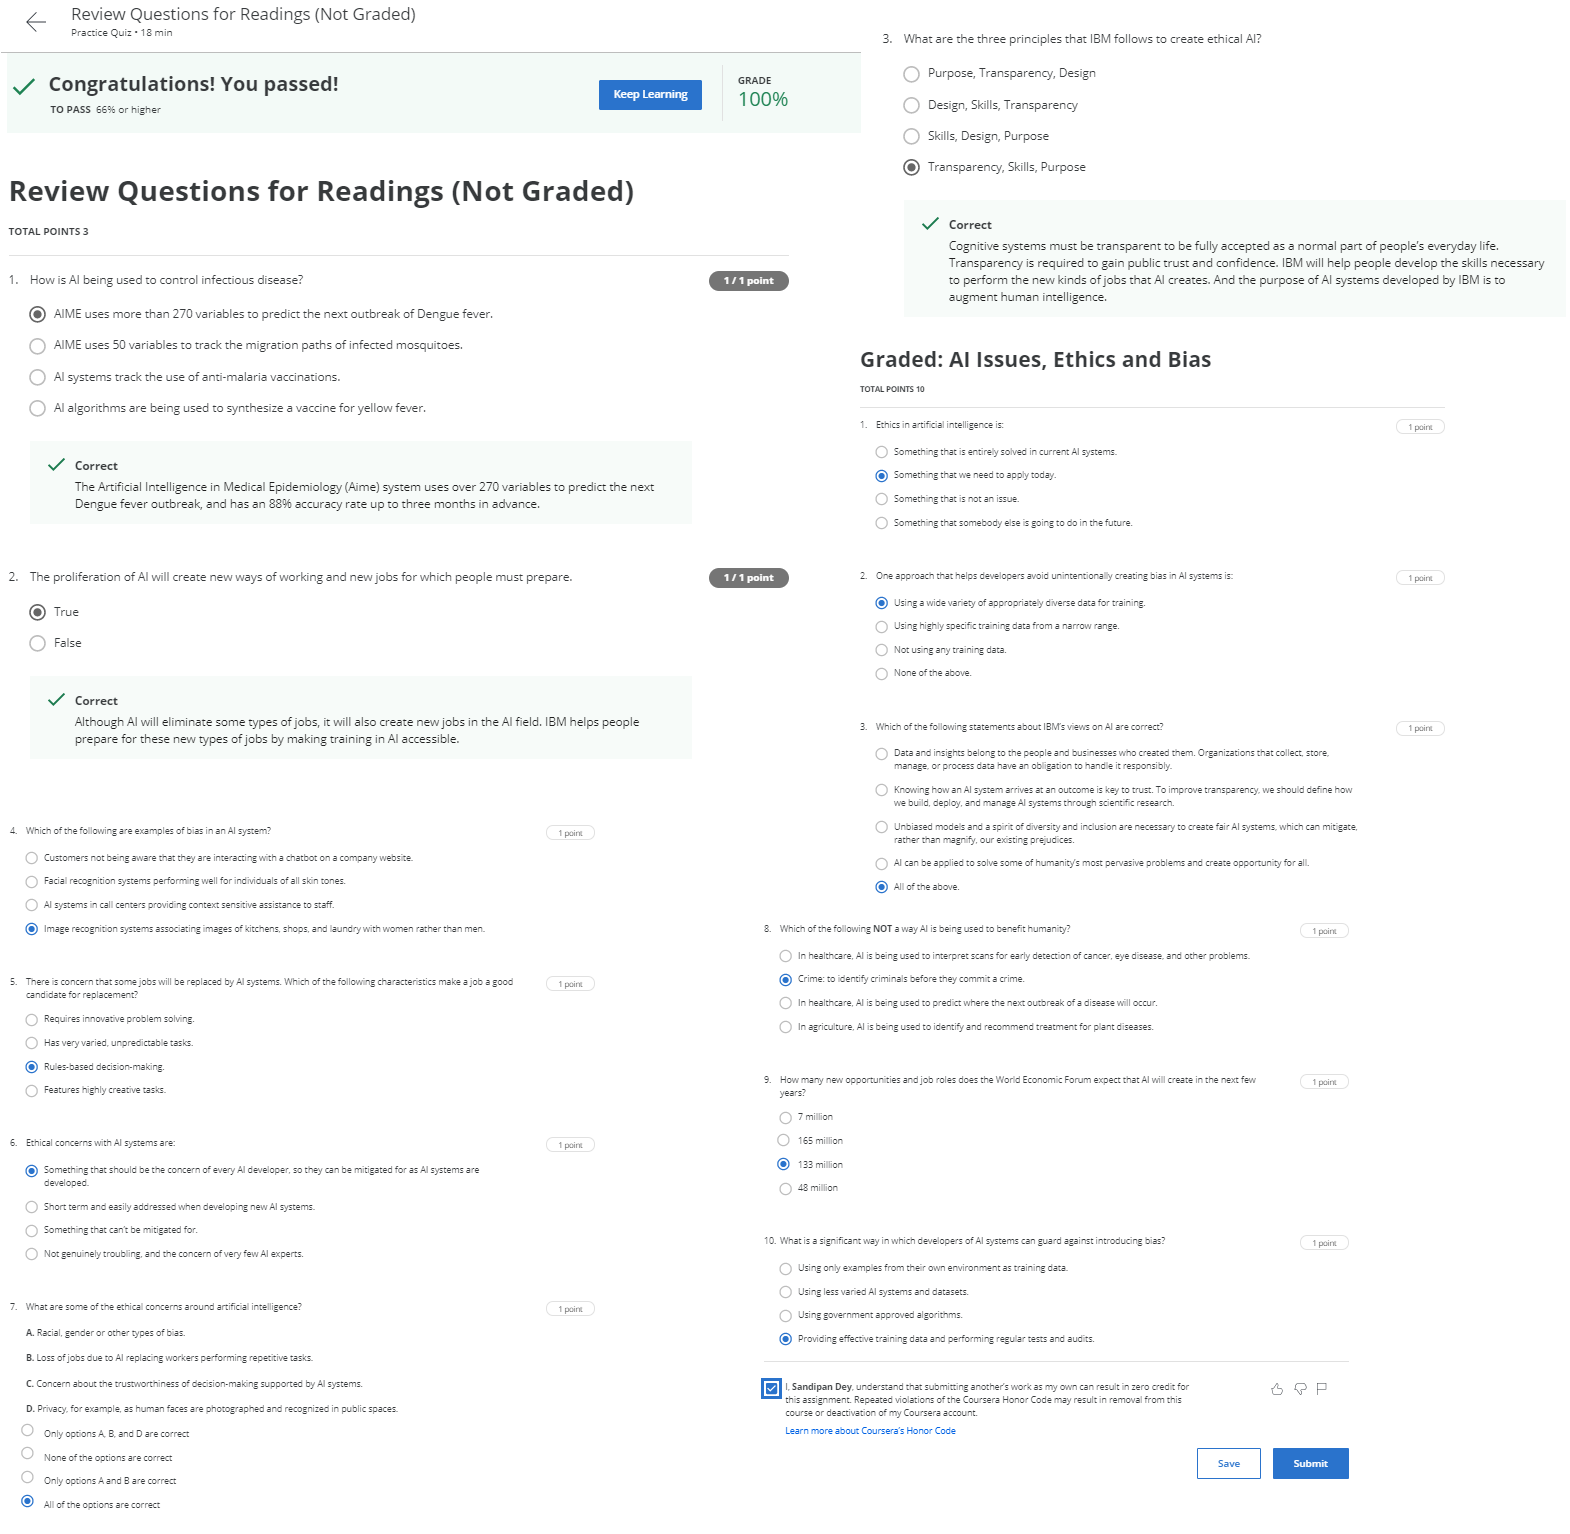 Review Questions for Readings (Not Graded)
Practice Quiz • 18 min
Congratulations! You passed!
TO PASS 66% or higher
Keep Learning
GRADE
100%
Review Questions for Readings (Not Graded)
TOTAL POINTS 3
1. How is AI being used to control infectious disease?
1 / 1 point
AIME uses more than 270 variables to predict the next outbreak of Dengue fever.
AIME uses 50 variables to track the migration paths of infected mosquitoes.
AI systems track the use of anti-malaria vaccinations.
AI algorithms are being used to synthesize a vaccine for yellow fever.
Correct
The Artificial Intelligence in Medical Epidemiology (Aime) system uses over 270 variables to predict the next
Dengue fever outbreak, and has an 88% accuracy rate up to three months in advance.
2. The proliferation of AI will create new ways of working and new jobs for which people must prepare.
1 / 1 point
True
False
Correct
Although AI will eliminate some types of jobs, it will also create new jobs in the AI field. IBM helps people
prepare for these new types of jobs by making training in AI accessible.
3. What are the three principles that IBM follows to create ethical AI?
Purpose, Transparency, Design
Design, Skills, Transparency
Skills, Design, Purpose
Transparency, Skills, Purpose
Correct
Cognitive systems must be transparent to be fully accepted as a normal part of people's everyday life.
Transparency is required to gain public trust and confidence. IBM will help people develop the skills necessary
to perform the new kinds of jobs that AI creates. And the purpose of AI systems developed by IBM is to
augment human intelligence.
Graded: AI Issues, Ethics and Bias
TOTAL POINTS 10
1. Ethics in artificial intelligence is:
1 point
Something that is entirely solved in current AI systems.
Something that we need to apply today.
Something that is not an issue.
Something that somebody else is going to do in the future.
2. One approach that helps developers avoid unintentionally creating bias in AI systems is:
1 point
Using a wide variety of appropriately diverse data for training.
Using highly specific training data from a narrow range.
Not using any training data.
None of the above.
3. Which of the following statements about IBM's views on AI are correct?
1 point
Data and insights belong to the people and businesses who created them. Organizations that collect, store,
manage, or process data have an obligation to handle it responsibly.
Knowing how an AI system arrives at an outcome is key to trust. To improve transparency, we should define how
we build, deploy, and manage AI systems through scientific research.
Unbiased models and a spirit of diversity and inclusion are necessary to create fair AI systems, which can mitigate,
rather than magnify, our existing prejudices.
AI can be applied to solve some of humanity's most pervasive problems and create opportunity for all.
All of the above.
4. Which of the following are examples of bias in an AI system?
1 point
Customers not being aware that they are interacting with a chatbot on a company website.
Facial recognition systems performing well for individuals of all skin tones.
AI systems in call centers providing context sensitive assistance to staff.
Image recognition systems associating images of kitchens, shops, and laundry with women rather than men.
5. There is concern that some jobs will be replaced by AI systems. Which of the following characteristics make a job a good
candidate for replacement?
1 point
Requires innovative problem solving.
Has very varied, unpredictable tasks.
Rules-based decision-making.
Features highly creative tasks.
6. Ethical concerns with AI systems are:
1 point
Something that should be the concern of every AI developer, so they can be mitigated for as AI systems are
developed.
Short term and easily addressed when developing new AI systems.
Something that can't be mitigated for.
Not genuinely troubling, and the concern of very few AI experts.
7. What are some of the ethical concerns around artificial intelligence?
1 point
A. Racial, gender or other types of bias.
B. Loss of jobs due to AI replacing workers performing repetitive tasks.
C. Concern about the trustworthiness of decision-making supported by AI systems.
D. Privacy, for example, as human faces are photographed and recognized in public spaces.
Only options A, B, and D are correct
None of the options are correct
Only options A and B are correct
All of the options are correct
8. Which of the following NOT a way AI is being used to benefit humanity?
1 point
In healthcare, AI is being used to interpret scans for early detection of cancer, eye disease, and other problems.
Crime: to identify criminals before they commit a crime.
In healthcare, AI is being used to predict where the next outbreak of a disease will occur.
In agriculture, AI is being used to identify and recommend treatment for plant diseases.
9. How many new opportunities and job roles does the World Economic Forum expect that AI will create in the next few
years?
1 point
7 million
165 million
133 million
48 million
10. What is a significant way in which developers of AI systems can guard against introducing bias?
1 point
Using only examples from their own environment as training data.
Using less varied AI systems and datasets.
Using government approved algorithms.
Providing effective training data and performing regular tests and audits.
I, Sandipan Dey, understand that submitting another's work as my own can result in zero credit for
this assignment. Repeated violations of the Coursera Honor Code may result in removal from this
course or deactivation of my Coursera account.
Learn more about Coursera's Honor Code
Save
Submit